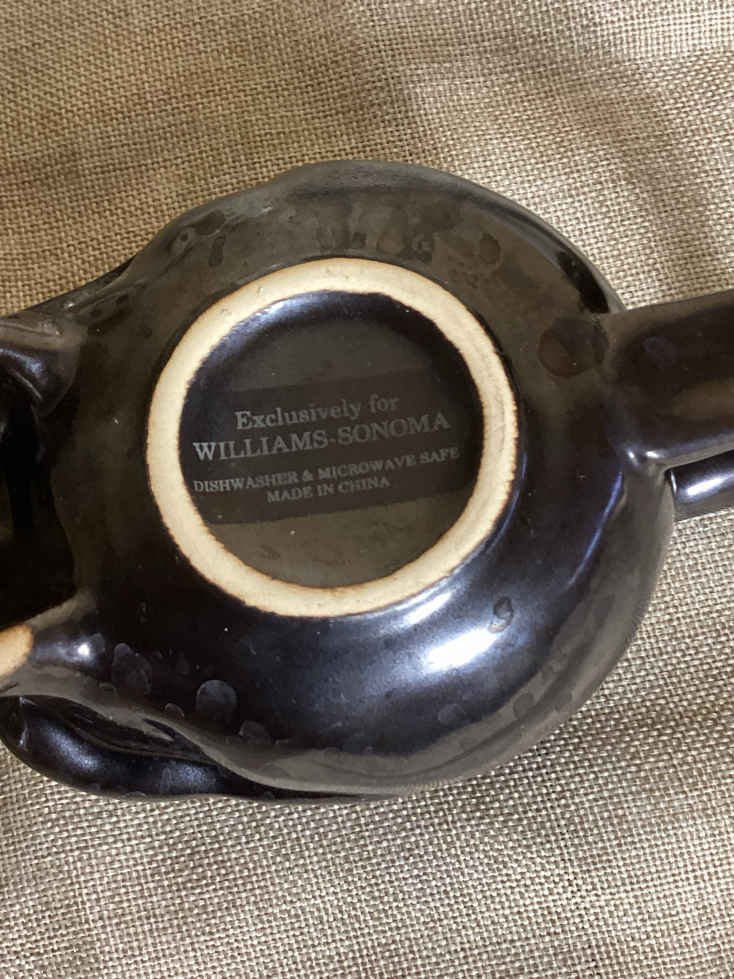 Exclusively for
WILLIAMS-SONOMA
DISHWASHER & MICROWAVE SAFE
MADE IN CHINA